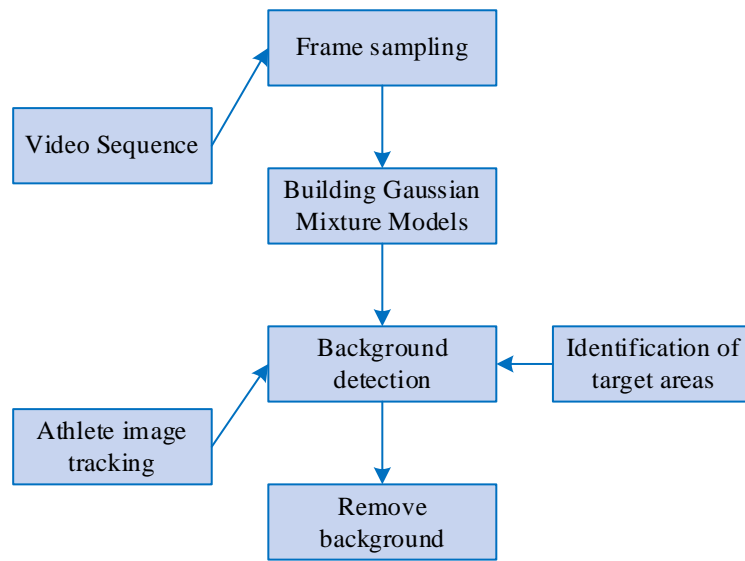 Frame sampling
Video Sequence
Building Gaussian
Mixture Models
Background
detection
Identification of
target areas
Athlete image
tracking
Remove
background